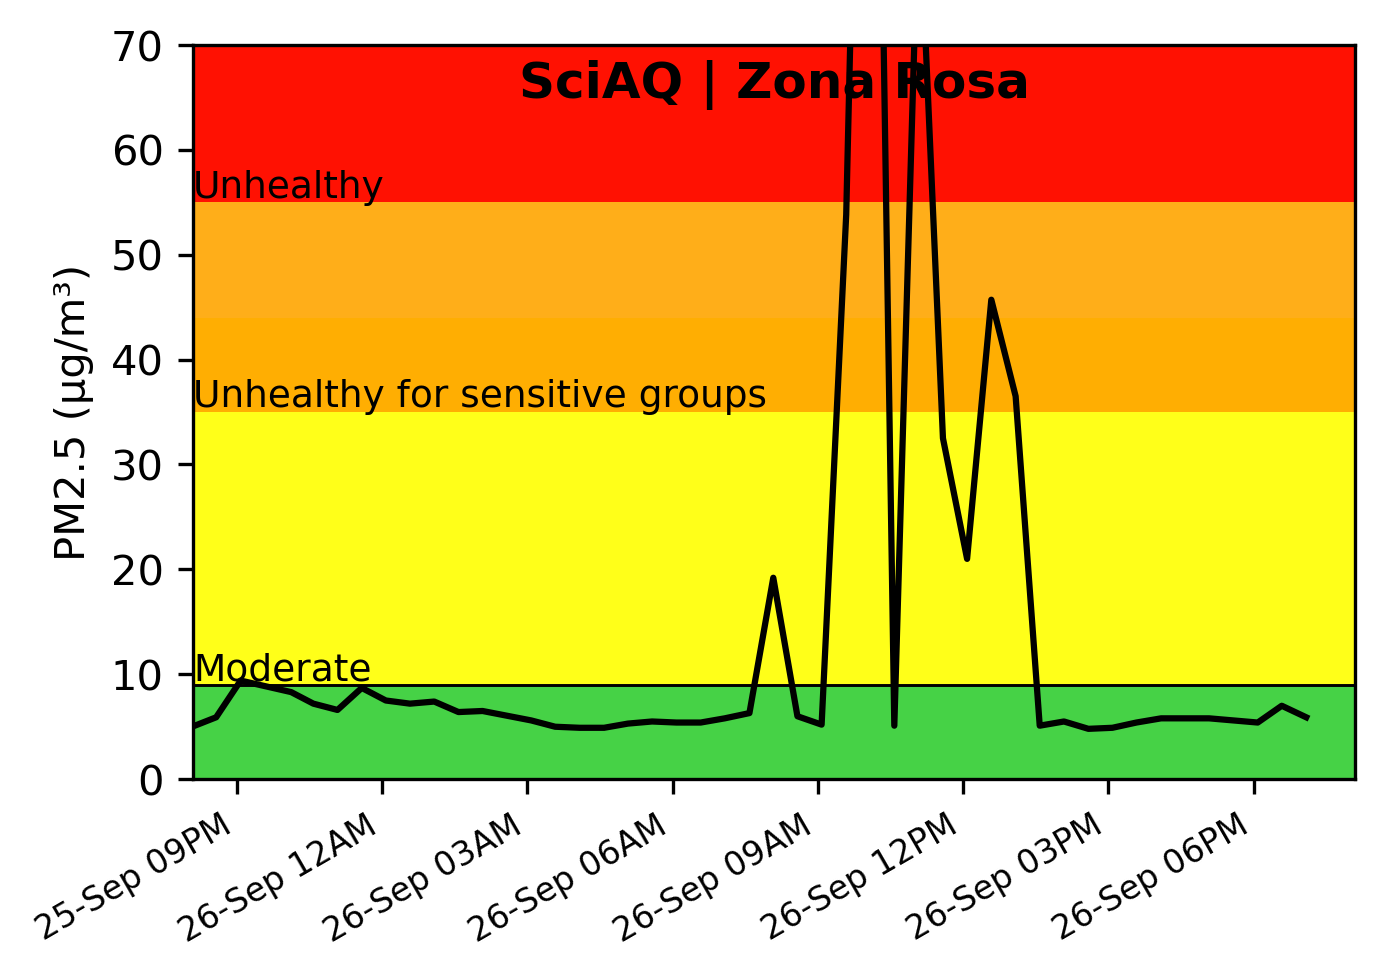 SciAQ | Zona Rosa
PM2.5 (µg/m³)
70
60
50
40
30
20
10
0
Unhealthy
Unhealthy for sensitive groups
Moderate
25-Sep 09PM
26-Sep 12AM
26-Sep 03AM
26-Sep 06AM
26-Sep 09AM
26-Sep 12PM
26-Sep 03PM
26-Sep 06PM